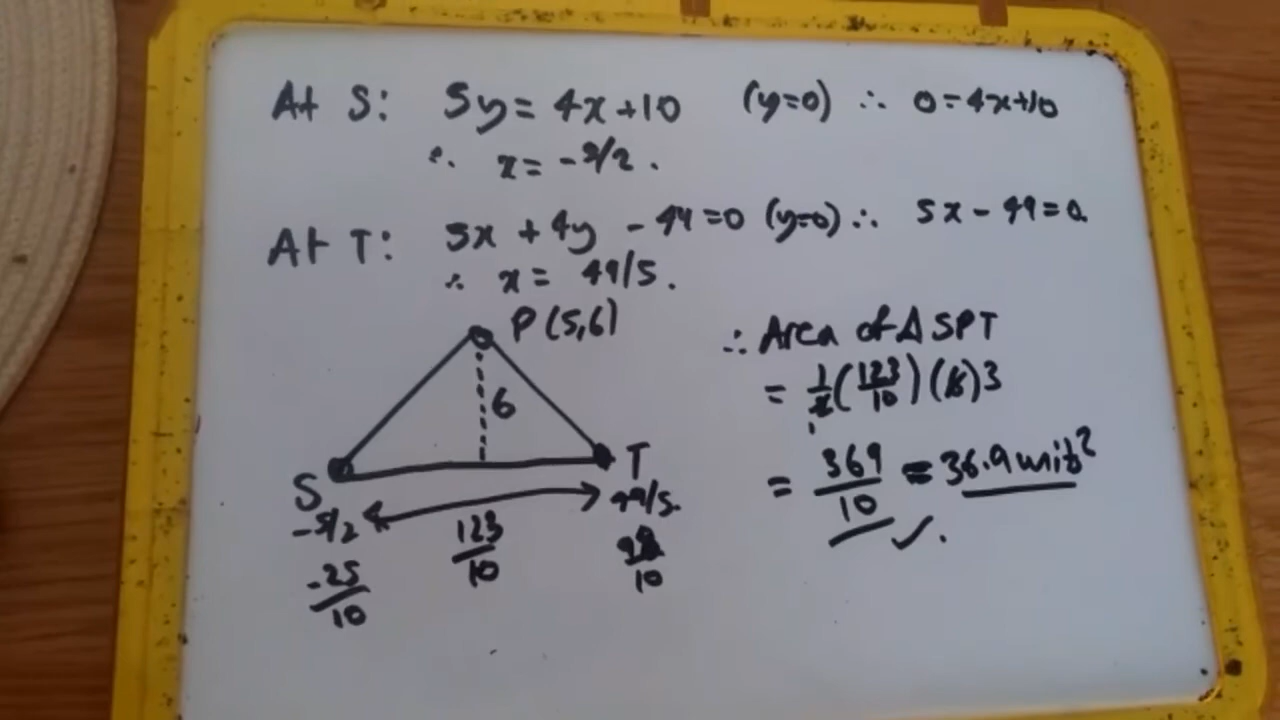 At S: 5y = 4x + 10 (y=0) ∴ 0 = 4x + 10
∴ x = -5/2.
At T: 5x + 4y - 49 = 0 (y=0) ∴ 5x - 49 = 0.
∴ x = 49/5.
P (5,6)
6
S
T
-5/2
49/5.
123/10
-25/10
98/10
∴ Area of Δ SPT
= 1/2 (123/10) (6) 3
1
= 369/10 = 36.9 units²
✓.